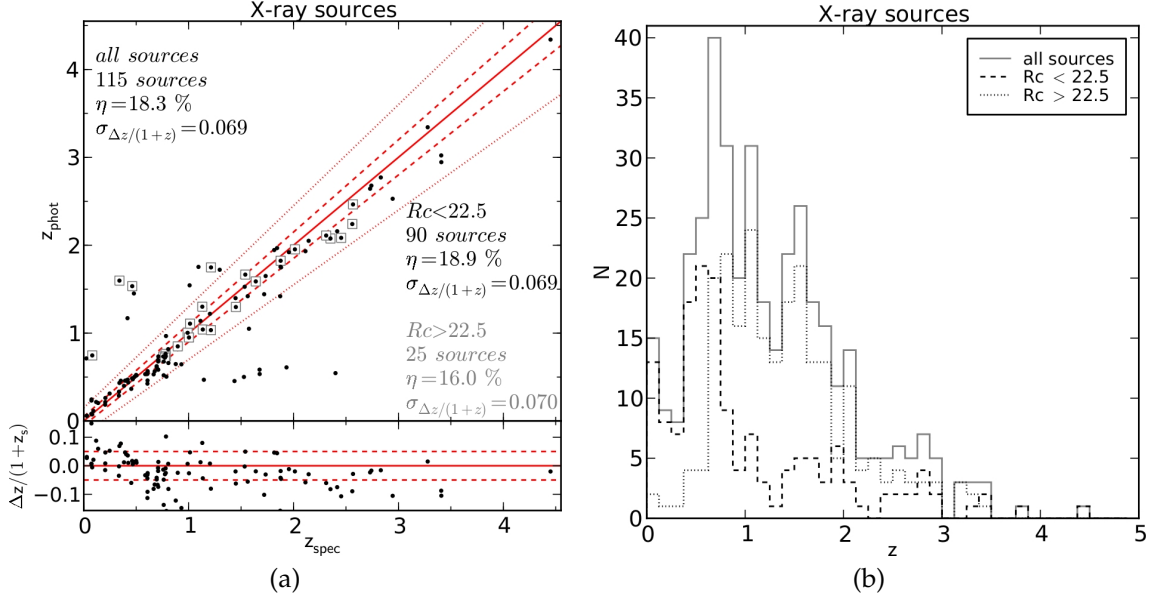 X-ray sources
all sources
115 sources
η=18.3 %
σΔz/(1+z)=0.069
Rc<22.5
90 sources
η=18.9 %
σΔz/(1+z)=0.069
Rc>22.5
25 sources
η=16.0 %
σΔz/(1+z)=0.070
zphot
4
3
2
1
0
Δz/(1+zs)
0.1
0.0
−0.1
0 1 2 3 4
zspec
(a)
X-ray sources
all sources
Rc < 22.5
Rc > 22.5
N
40
35
30
25
20
15
10
5
0
0 1 2 3 4 5
z
(b)